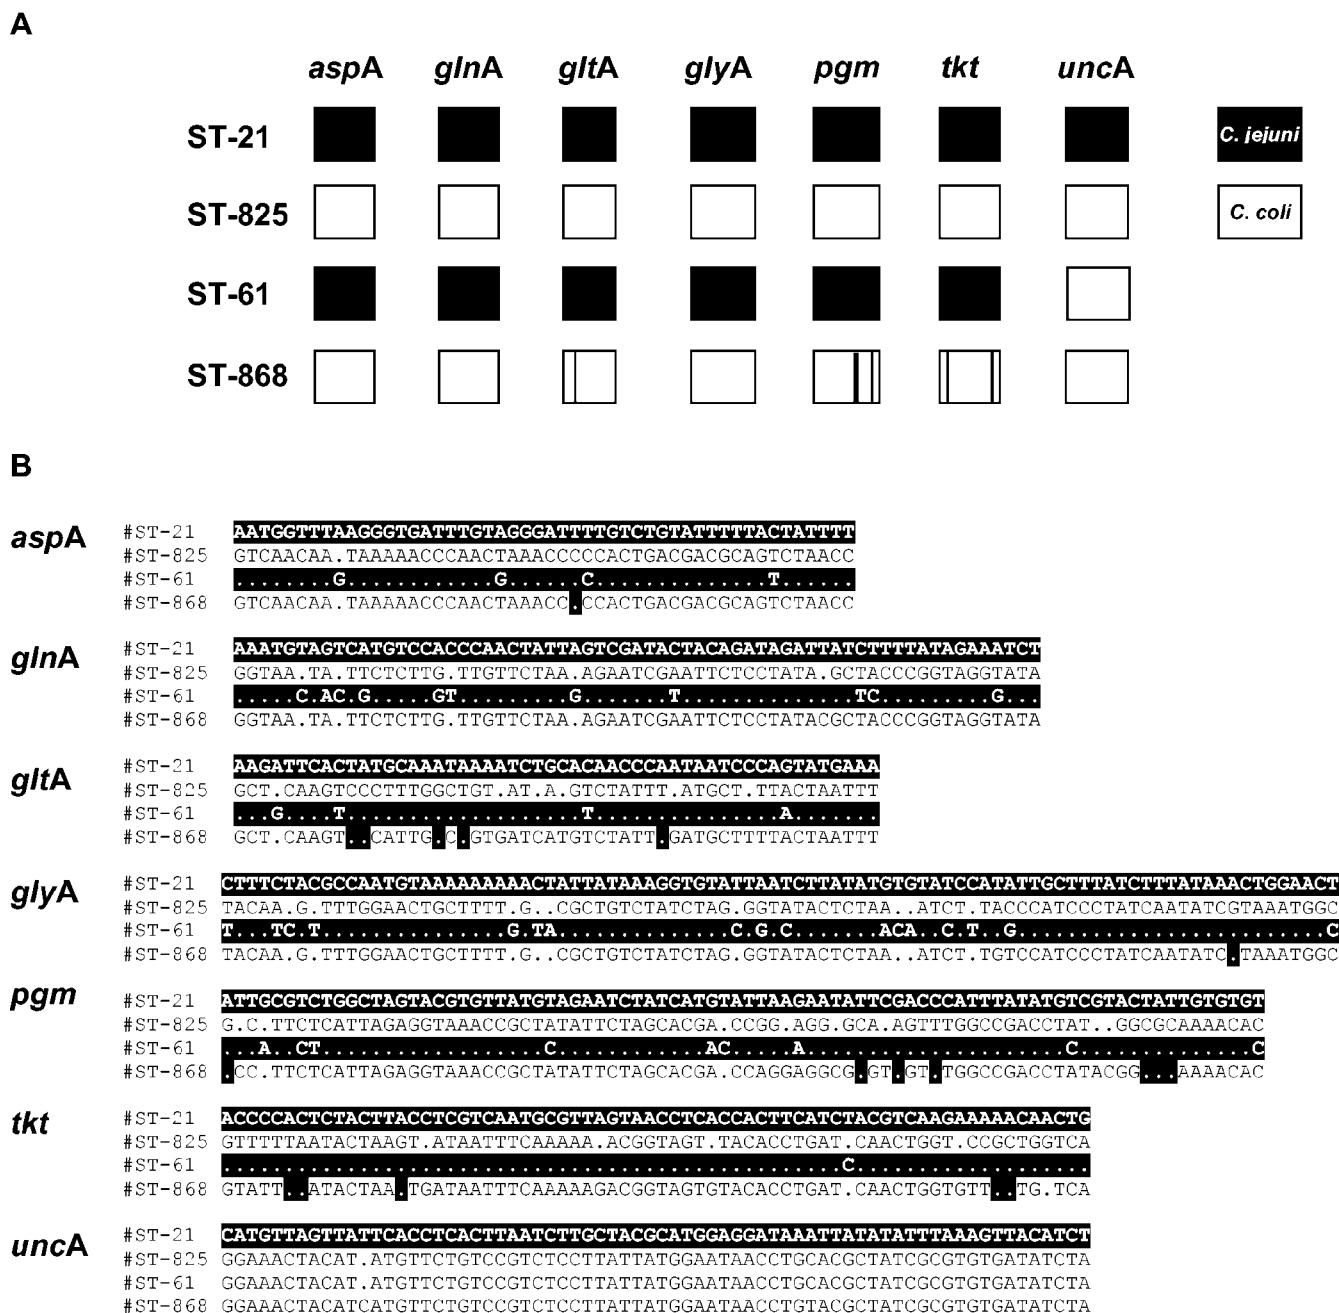 A
aspA glnA gltA glyA pgm tkt uncA
ST-21 C. jejuni
ST-825 C. coli
ST-61
ST-868
B
aspA
#ST-21 AATGGTTTAAGGGTGATTTGTAGGGATTTTGTCTGTATTTTTACTATTTT
#ST-825 GTCAACAA.TAAAAACCCAACTAAACCCCCACTGACGACGCAGTCTAACC
#ST-61 ........G............G......C..............T......
#ST-868 GTCAACAA.TAAAAACCCAACTAAACC.CCACTGACGACGCAGTCTAACC
glnA
#ST-21 AAATGTAGTCATGTCCACCCAACTATTAGTCGATACTACAGATAGATTATCTTTTATAGAAATCT
#ST-825 GGTAA.TA.TTCTCTTG.TTGTTCTAA.AGAATCGAATTCTCCTATA.GCTACCCGGTAGGTATA
#ST-61 .....C.AC.G.....GT.........G.......T..............TC.........G...
#ST-868 GGTAA.TA.TTCTCTTG.TTGTTCTAA.AGAATCGAATTCTCCTATACGCTACCCGGTAGGTATA
gltA
#ST-21 AAGATTCACTATGCAAATAAAATCTGCACAACCCAATAATCCCAGTATGAAA
#ST-825 GCT.CAAGTCCCTTTGGCTGT.AT.A.GTCTATTT.ATGCT.TTACTAATTT
#ST-61 ...G....T...................T...............A.......
#ST-868 GCT.CAAGT..CATTG.C.GTGATCATGTCTATT.GATGCTTTTACTAATTT
glyA
#ST-21 CTTTCTACGCCAATGTAAAAAAAAAACTATTATAAAGGTGTATTAATCTTATATGTGTATCCATATTGCTTTATCTTTATAAACTGGAACT
#ST-825 TACAA.G.TTTGGAACTGCTTTT.G..CGCTGTCTATCTAG.GGTATACTCTAA..ATCT.TACCCATCCCTATCAATATCGTAAATGGC
#ST-61 T...TC.T...............G.TA..............C.G.C.......ACA..C.T..G.........................C
#ST-868 TACAA.G.TTTGGAACTGCTTTT.G..CGCTGTCTATCTAG.GGTATACTCTAA..ATCT.TGTCCATCCCTATCAATATC.TAAATGGC
pgm
#ST-21 ATTGCGTCTGGCTAGTACGTGTTATGTAGAATCTATCATGTATTAAGAATATTCGACCCATTTATATGTCGTACTATTGTGTGT
#ST-825 G.C.TTCTCATTAGAGGTAAACCGCTATATTCTAGCACGA.CCGG.AGG.GCA.AGTTTGGCCGACCTAT..GGCGCAAAACAC
#ST-61 ...A..CT..................C............AC.....A.....................C..............C
#ST-868 .CC.TTCTCATTAGAGGTAAACCGCTATATTCTAGCACGA.CCAGGAGGCG.GT.GT.TGGCCGACCTATACGG...AAAACAC
tkt
#ST-21 ACCCCACTCTACTTACCTCGTCAATGCGTTAGTAACCTCACCACTTCATCTACGTCAAGAAAAACAACTG
#ST-825 GTTTTTAATACTAAGT.ATAATTTCAAAAA.ACGGTAGT.TACACCTGAT.CAACTGGT.CCGCTGGTCA
#ST-61 ..................................................C...................
#ST-868 GTATT..ATACTAA.TGATAATTTCAAAAAGACGGTAGTGTACACCTGAT.CAACTGGTGTT..TG.TCA
uncA
#ST-21 CATGTTAGTTATTCACCTCACTTAATCTTGCTACGCATGGAGGATAAATTATATATTTAAAGTTACATCT
#ST-825 GGAAACTACAT.ATGTTCTGTCCGTCTCCTTATTATGGAATAACCTGCACGCTATCGCGTGTGATATCTA
#ST-61 GGAAACTACAT.ATGTTCTGTCCGTCTCCTTATTATGGAATAACCTGCACGCTATCGCGTGTGATATCTA
#ST-868 GGAAACTACATCATGTTCTGTCCGTCTCCTTATTATGGAATAACCTGTACGCTATCGCGTGTGATATCTA